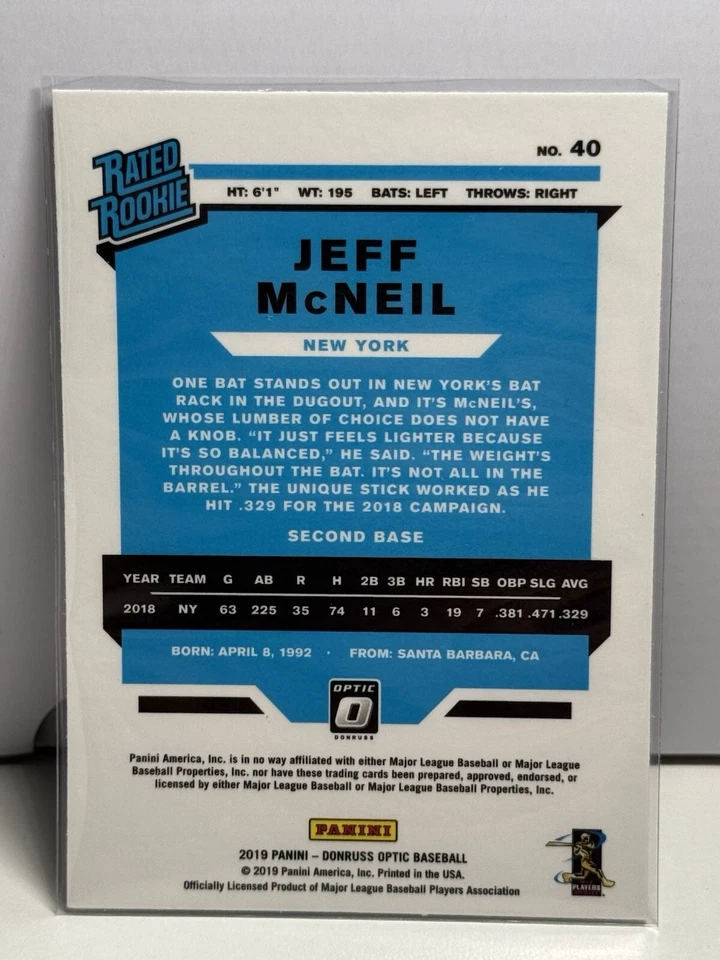 NO. 40
RATED
ROOKIE
HT: 6'1" WT: 195 BATS: LEFT THROWS: RIGHT
JEFF
McNEIL
NEW YORK
ONE BAT STANDS OUT IN NEW YORK'S BAT
RACK IN THE DUGOUT, AND IT'S McNEIL'S,
WHOSE LUMBER OF CHOICE DOES NOT HAVE
A KNOB. “IT JUST FEELS LIGHTER BECAUSE
IT'S SO BALANCED,” HE SAID. “THE WEIGHT'S
THROUGHOUT THE BAT. IT'S NOT ALL IN THE
BARREL.” THE UNIQUE STICK WORKED AS HE
HIT .329 FOR THE 2018 CAMPAIGN.
SECOND BASE
YEAR TEAM G AB R H 2B 3B HR RBI SB OBP SLG AVG
2018 NY 63 225 35 74 11 6 3 19 7 .381 .471 .329
BORN: APRIL 8, 1992 · FROM: SANTA BARBARA, CA
OPTIC
O
DONRUSS
Panini America, Inc. is in no way affiliated with either Major League Baseball or Major League
Baseball Properties, Inc. nor have these trading cards been prepared, approved, endorsed, or
licensed by either Major League Baseball or Major League Baseball Properties, Inc.
PANINI
2019 PANINI – DONRUSS OPTIC BASEBALL
© 2019 Panini America, Inc. Printed in the USA.
Officially Licensed Product of Major League Baseball Players Association
PLAYERS